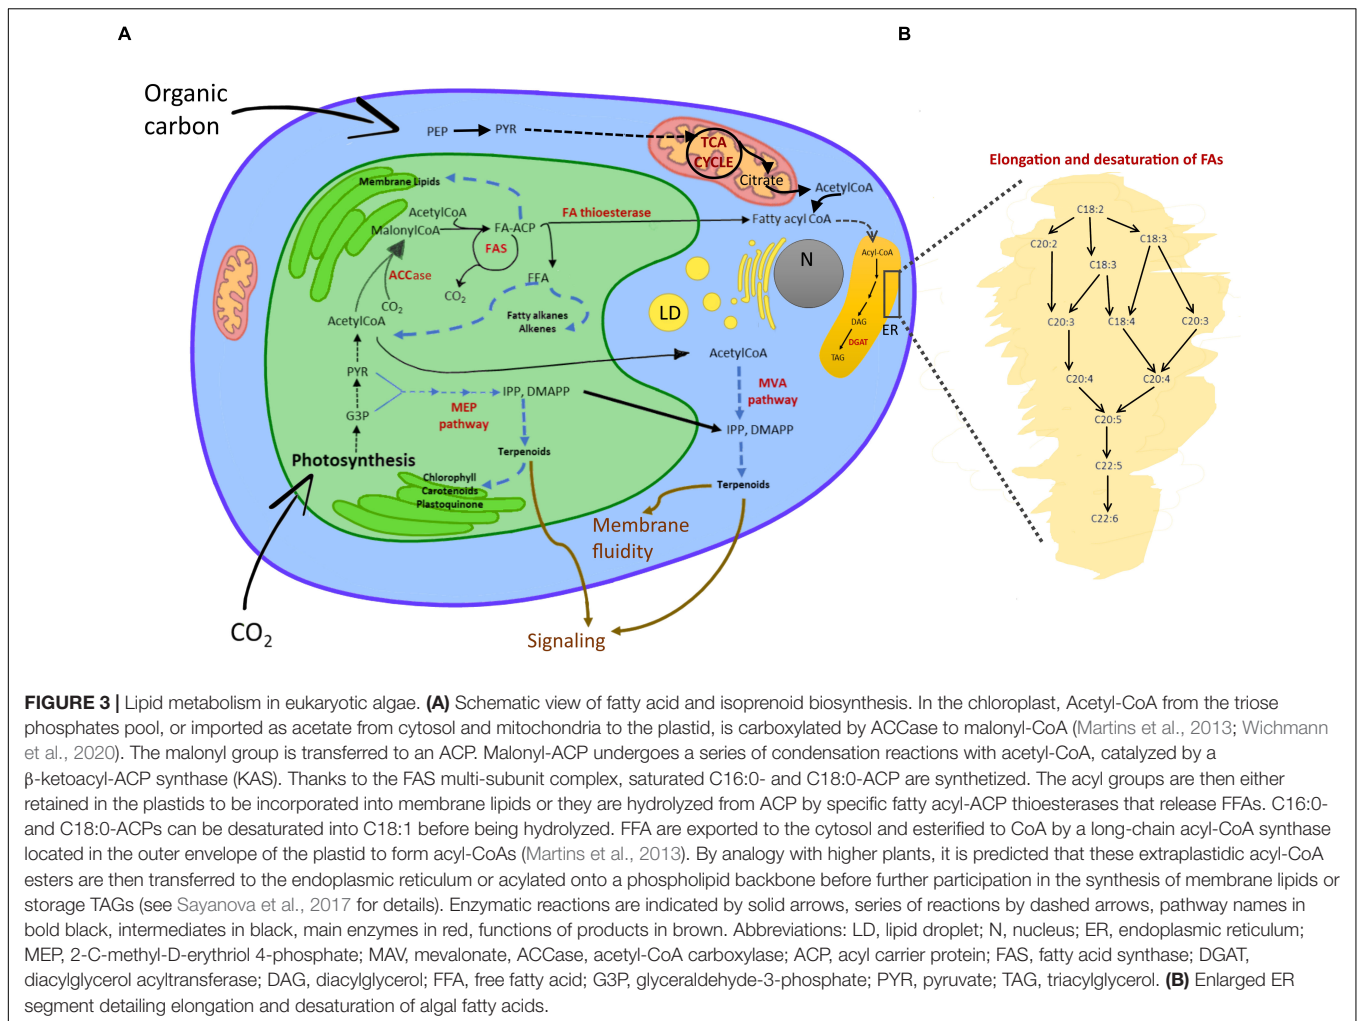 A
B
Organic
carbon
PEP
PYR
TCA
CYCLE
Citrate
AcetylCoA
Elongation and desaturation of FAs
Membrane Lipids
AcetylCoA
MalonylCoA
FA-ACP
FA thioesterase
Fatty acyl CoA
FAS
ACCase
CO2
CO2
FFA
Fatty alkanes
Alkenes
AcetylCoA
N
LD
Acyl-CoA
DAG
DGAT
TAG
ER
AcetylCoA
PYR
G3P
MEP
pathway
IPP, DMAPP
MVA
pathway
IPP, DMAPP
Photosynthesis
Terpenoids
Chlorophyll
Carotenoids
Plastoquinone
Terpenoids
Membrane
fluidity
CO2
Signaling
C18:2
C20:2
C18:3
C18:3
C20:3
C18:4
C20:3
C20:4
C20:4
C20:5
C22:5
C22:6
FIGURE 3 | Lipid metabolism in eukaryotic algae. (A) Schematic view of fatty acid and isoprenoid biosynthesis. In the chloroplast, Acetyl-CoA from the triose
phosphates pool, or imported as acetate from cytosol and mitochondria to the plastid, is carboxylated by ACCase to malonyl-CoA (Martins et al., 2013; Wichmann
et al., 2020). The malonyl group is transferred to an ACP. Malonyl-ACP undergoes a series of condensation reactions with acetyl-CoA, catalyzed by a
β-ketoacyl-ACP synthase (KAS). Thanks to the FAS multi-subunit complex, saturated C16:0- and C18:0-ACP are synthetized. The acyl groups are then either
retained in the plastids to be incorporated into membrane lipids or they are hydrolyzed from ACP by specific fatty acyl-ACP thioesterases that release FFAs. C16:0-
and C18:0-ACPs can be desaturated into C18:1 before being hydrolyzed. FFA are exported to the cytosol and esterified to CoA by a long-chain acyl-CoA synthase
located in the outer envelope of the plastid to form acyl-CoAs (Martins et al., 2013). By analogy with higher plants, it is predicted that these extraplastidic acyl-CoA
esters are then transferred to the endoplasmic reticulum or acylated onto a phospholipid backbone before further participation in the synthesis of membrane lipids or
storage TAGs (see Sayanova et al., 2017 for details). Enzymatic reactions are indicated by solid arrows, series of reactions by dashed arrows, pathway names in
bold black, intermediates in black, main enzymes in red, functions of products in brown. Abbreviations: LD, lipid droplet; N, nucleus; ER, endoplasmic reticulum;
MEP, 2-C-methyl-D-erythriol 4-phosphate; MAV, mevalonate, ACCase, acetyl-CoA carboxylase; ACP, acyl carrier protein; FAS, fatty acid synthase; DGAT,
diacylglycerol acyltransferase; DAG, diacylglycerol; FFA, free fatty acid; G3P, glyceraldehyde-3-phosphate; PYR, pyruvate; TAG, triacylglycerol. (B) Enlarged ER
segment detailing elongation and desaturation of algal fatty acids.